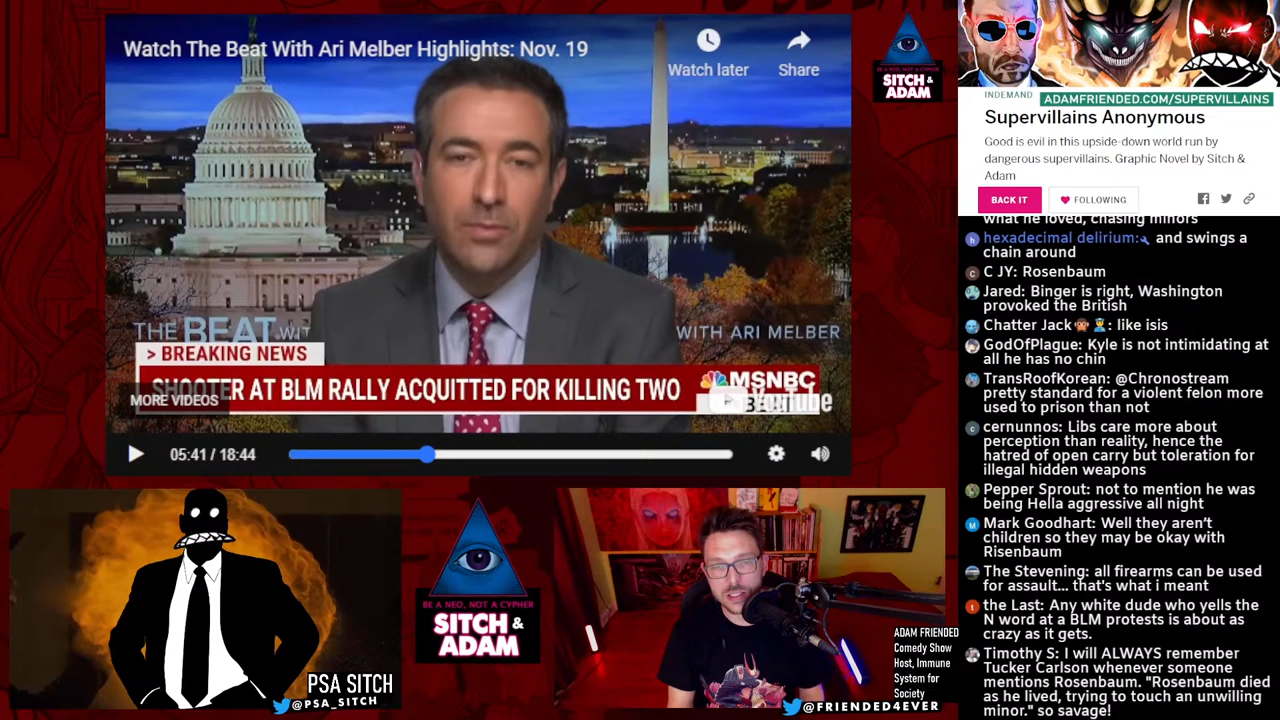 Watch The Beat With Ari Melber Highlights: Nov. 19
Watch later
Share
THE BEAT WIT
WITH ARI MELBER
> BREAKING NEWS
SHOOTER AT BLM RALLY ACQUITTED FOR KILLING TWO
MORE VIDEOS
MSNBC
YouTube
05:41 / 18:44
BE A NEO, NOT A CYPHER
SITCH &
ADAM
PSA SITCH
@PSA_SITCH
BE A NEO, NOT A CYPHER
SITCH &
ADAM
ADAM FRIENDED
Comedy Show
Host, Immune
System for
Society
@FRIENDED4EVER
INDEMAND
ADAMFRIENDED.COM/SUPERVILLAINS
Supervillains Anonymous
Good is evil in this upside-down world run by
dangerous supervillains. Graphic Novel by Sitch &
Adam
BACK IT
FOLLOWING
what he loved, chasing minors
hexadecimal delirium: and swings a
chain around
C JY: Rosenbaum
Jared: Binger is right, Washington
provoked the British
Chatter Jack: like isis
GodOfPlague: Kyle is not intimidating at
all he has no chin
TransRoofKorean: @Chronostream
pretty standard for a violent felon more
used to prison than not
cernunnos: Libs care more about
perception than reality, hence the
hatred of open carry but toleration for
illegal hidden weapons
Pepper Sprout: not to mention he was
being Hella aggressive all night
Mark Goodhart: Well they aren't
children so they may be okay with
Risenbaum
The Stevening: all firearms can be used
for assault... that's what i meant
the Last: Any white dude who yells the
N word at a BLM protests is about as
crazy as it gets.
Timothy S: I will ALWAYS remember
Tucker Carlson whenever someone
mentions Rosenbaum. "Rosenbaum died
as he lived, trying to touch an unwilling
minor." so savage!